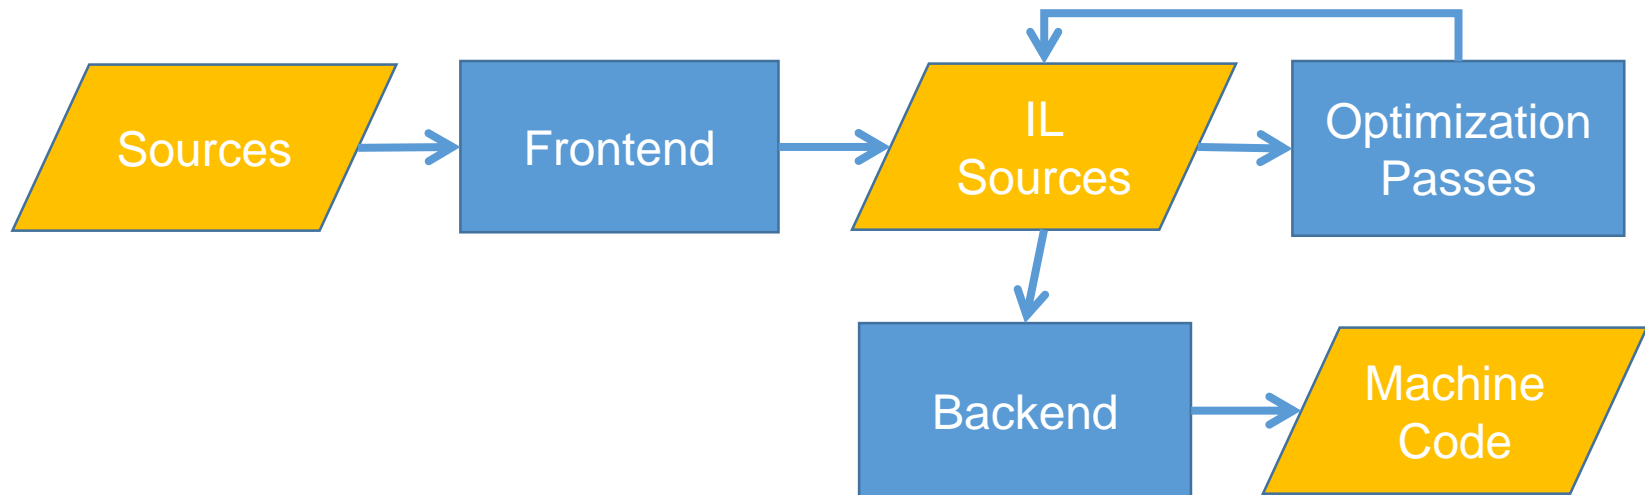 Sources
Frontend
IL
Sources
Optimization
Passes
Backend
Machine
Code